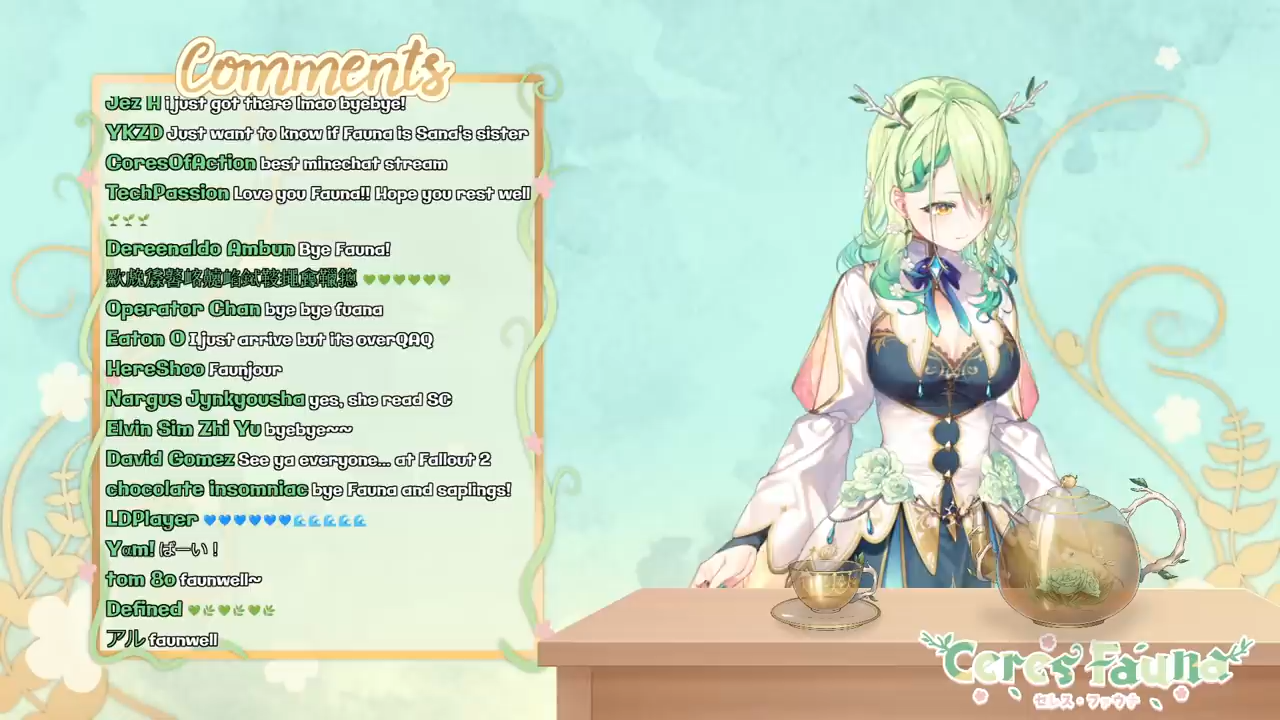 Comments
Jez H i just got there lmao byebye!
YKZD Just want to know if Fauna is Sana's sister
CoresOfAction best minechat stream
TechPassion Love you Fauna!! Hope you rest well
🌱🌱🌱
Dereenaldo Ambun Bye Fauna!
💚💚💚💚💚💚
Operator Chan bye bye fuana
Eaton O I just arrive but its overQAQ
HereShoo Faunjour
Nargus Jynkyousha yes, she read SC
Elvin Sim Zhi Yu byebye~~
David Gomez See ya everyone... at Fallout 2
chocolate insomniac bye Fauna and saplings!
LDPlayer 💙💙💙💙💙💙🌊🌊🌊🌊🌊
Yαm! ばーい！
tom 8o faunwell~
Defined 💚🌿💚🌿💚🌿
アル faunwell
Ceres Fauna
セレス・ファウナ